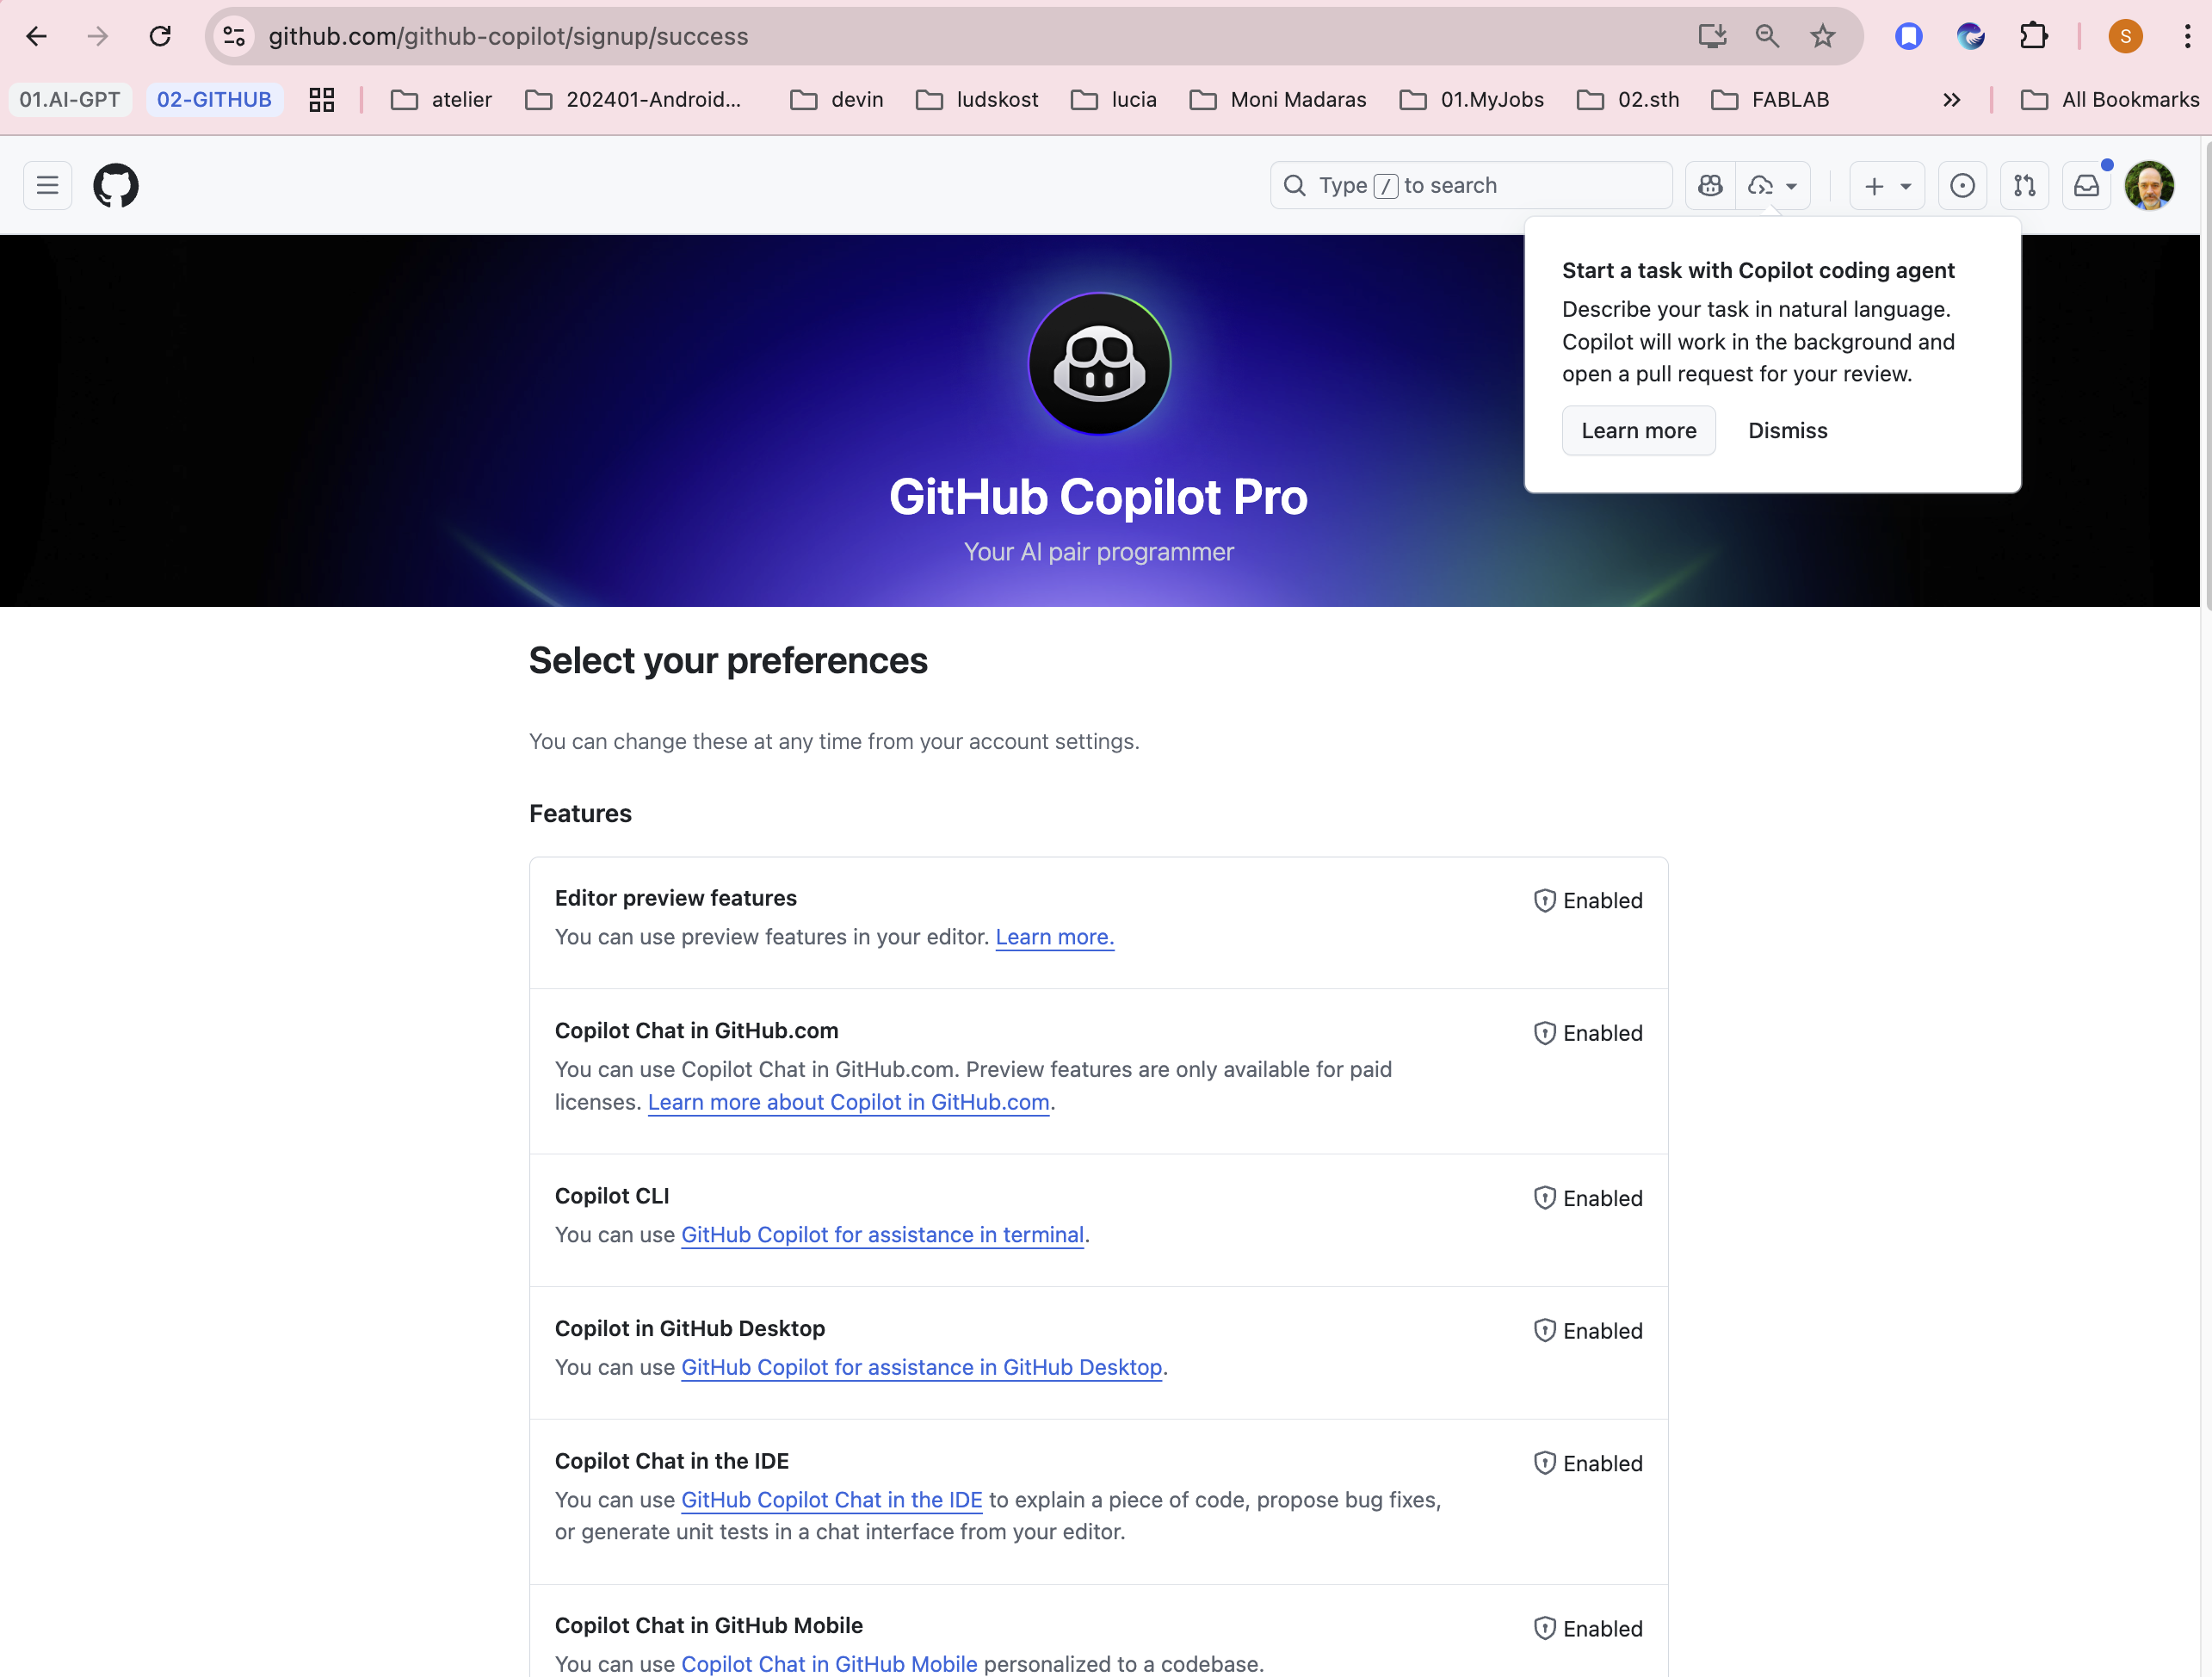 github.com/github-copilot/signup/success
S
01.AI-GPT 02-GITHUB atelier 202401-Android... devin ludskost lucia Moni Madaras 01.MyJobs 02.sth FABLAB All Bookmarks
Type / to search
Start a task with Copilot coding agent
Describe your task in natural language.
Copilot will work in the background and
open a pull request for your review.
Learn more Dismiss
GitHub Copilot Pro
Your AI pair programmer
Select your preferences
You can change these at any time from your account settings.
Features
Editor preview features
Enabled
You can use preview features in your editor. Learn more.
Copilot Chat in GitHub.com
Enabled
You can use Copilot Chat in GitHub.com. Preview features are only available for paid
licenses. Learn more about Copilot in GitHub.com.
Copilot CLI
Enabled
You can use GitHub Copilot for assistance in terminal.
Copilot in GitHub Desktop
Enabled
You can use GitHub Copilot for assistance in GitHub Desktop.
Copilot Chat in the IDE
Enabled
You can use GitHub Copilot Chat in the IDE to explain a piece of code, propose bug fixes,
or generate unit tests in a chat interface from your editor.
Copilot Chat in GitHub Mobile
Enabled
You can use Copilot Chat in GitHub Mobile personalized to a codebase.